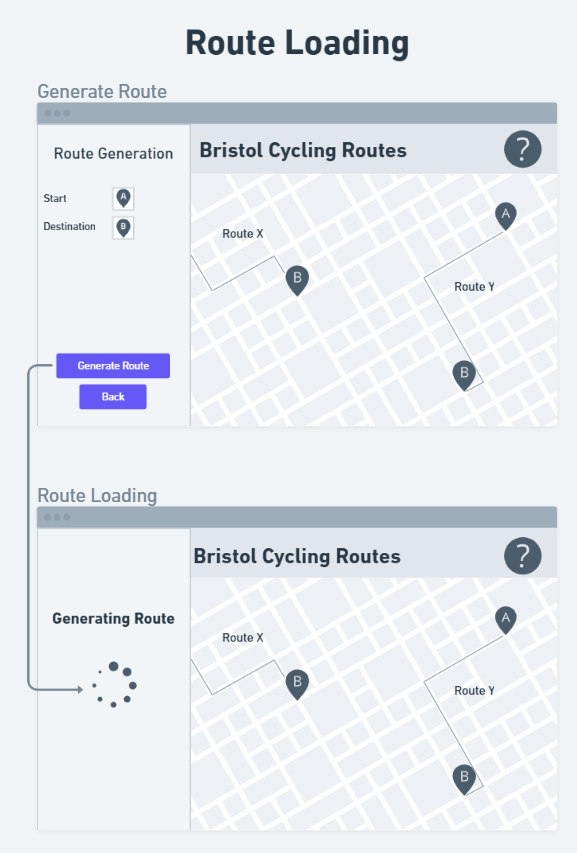 Route Loading
Generate Route
Route Generation
Bristol Cycling Routes
?
Start
A
Destination
B
Route X
A
B
Route Y
B
Generate Route
Back
Route Loading
Bristol Cycling Routes
?
Generating Route
Route X
A
B
Route Y
B